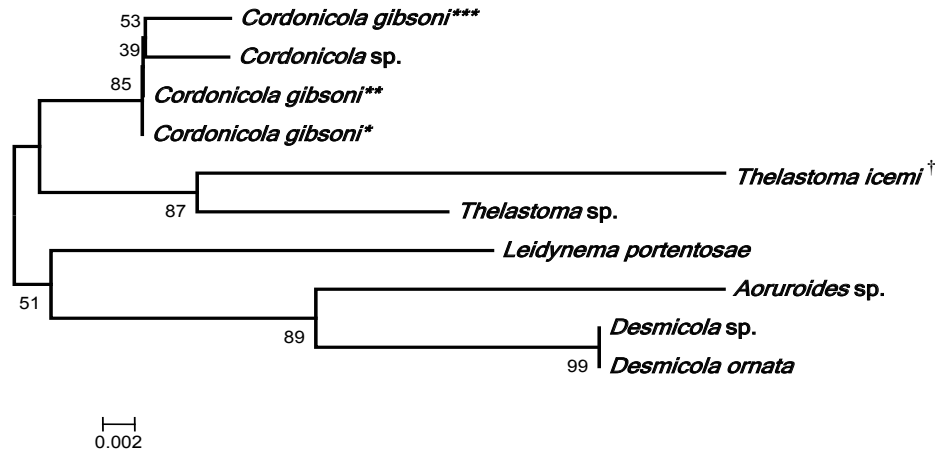 53
Cordonicola gibsoni***
39
Cordonicola sp.
85
Cordonicola gibsoni**
Cordonicola gibsoni*
Thelastoma icemi †
87
Thelastoma sp.
Leidynema portentosae
51
Aoruroides sp.
89
Desmicola sp.
99
Desmicola ornata
0.002